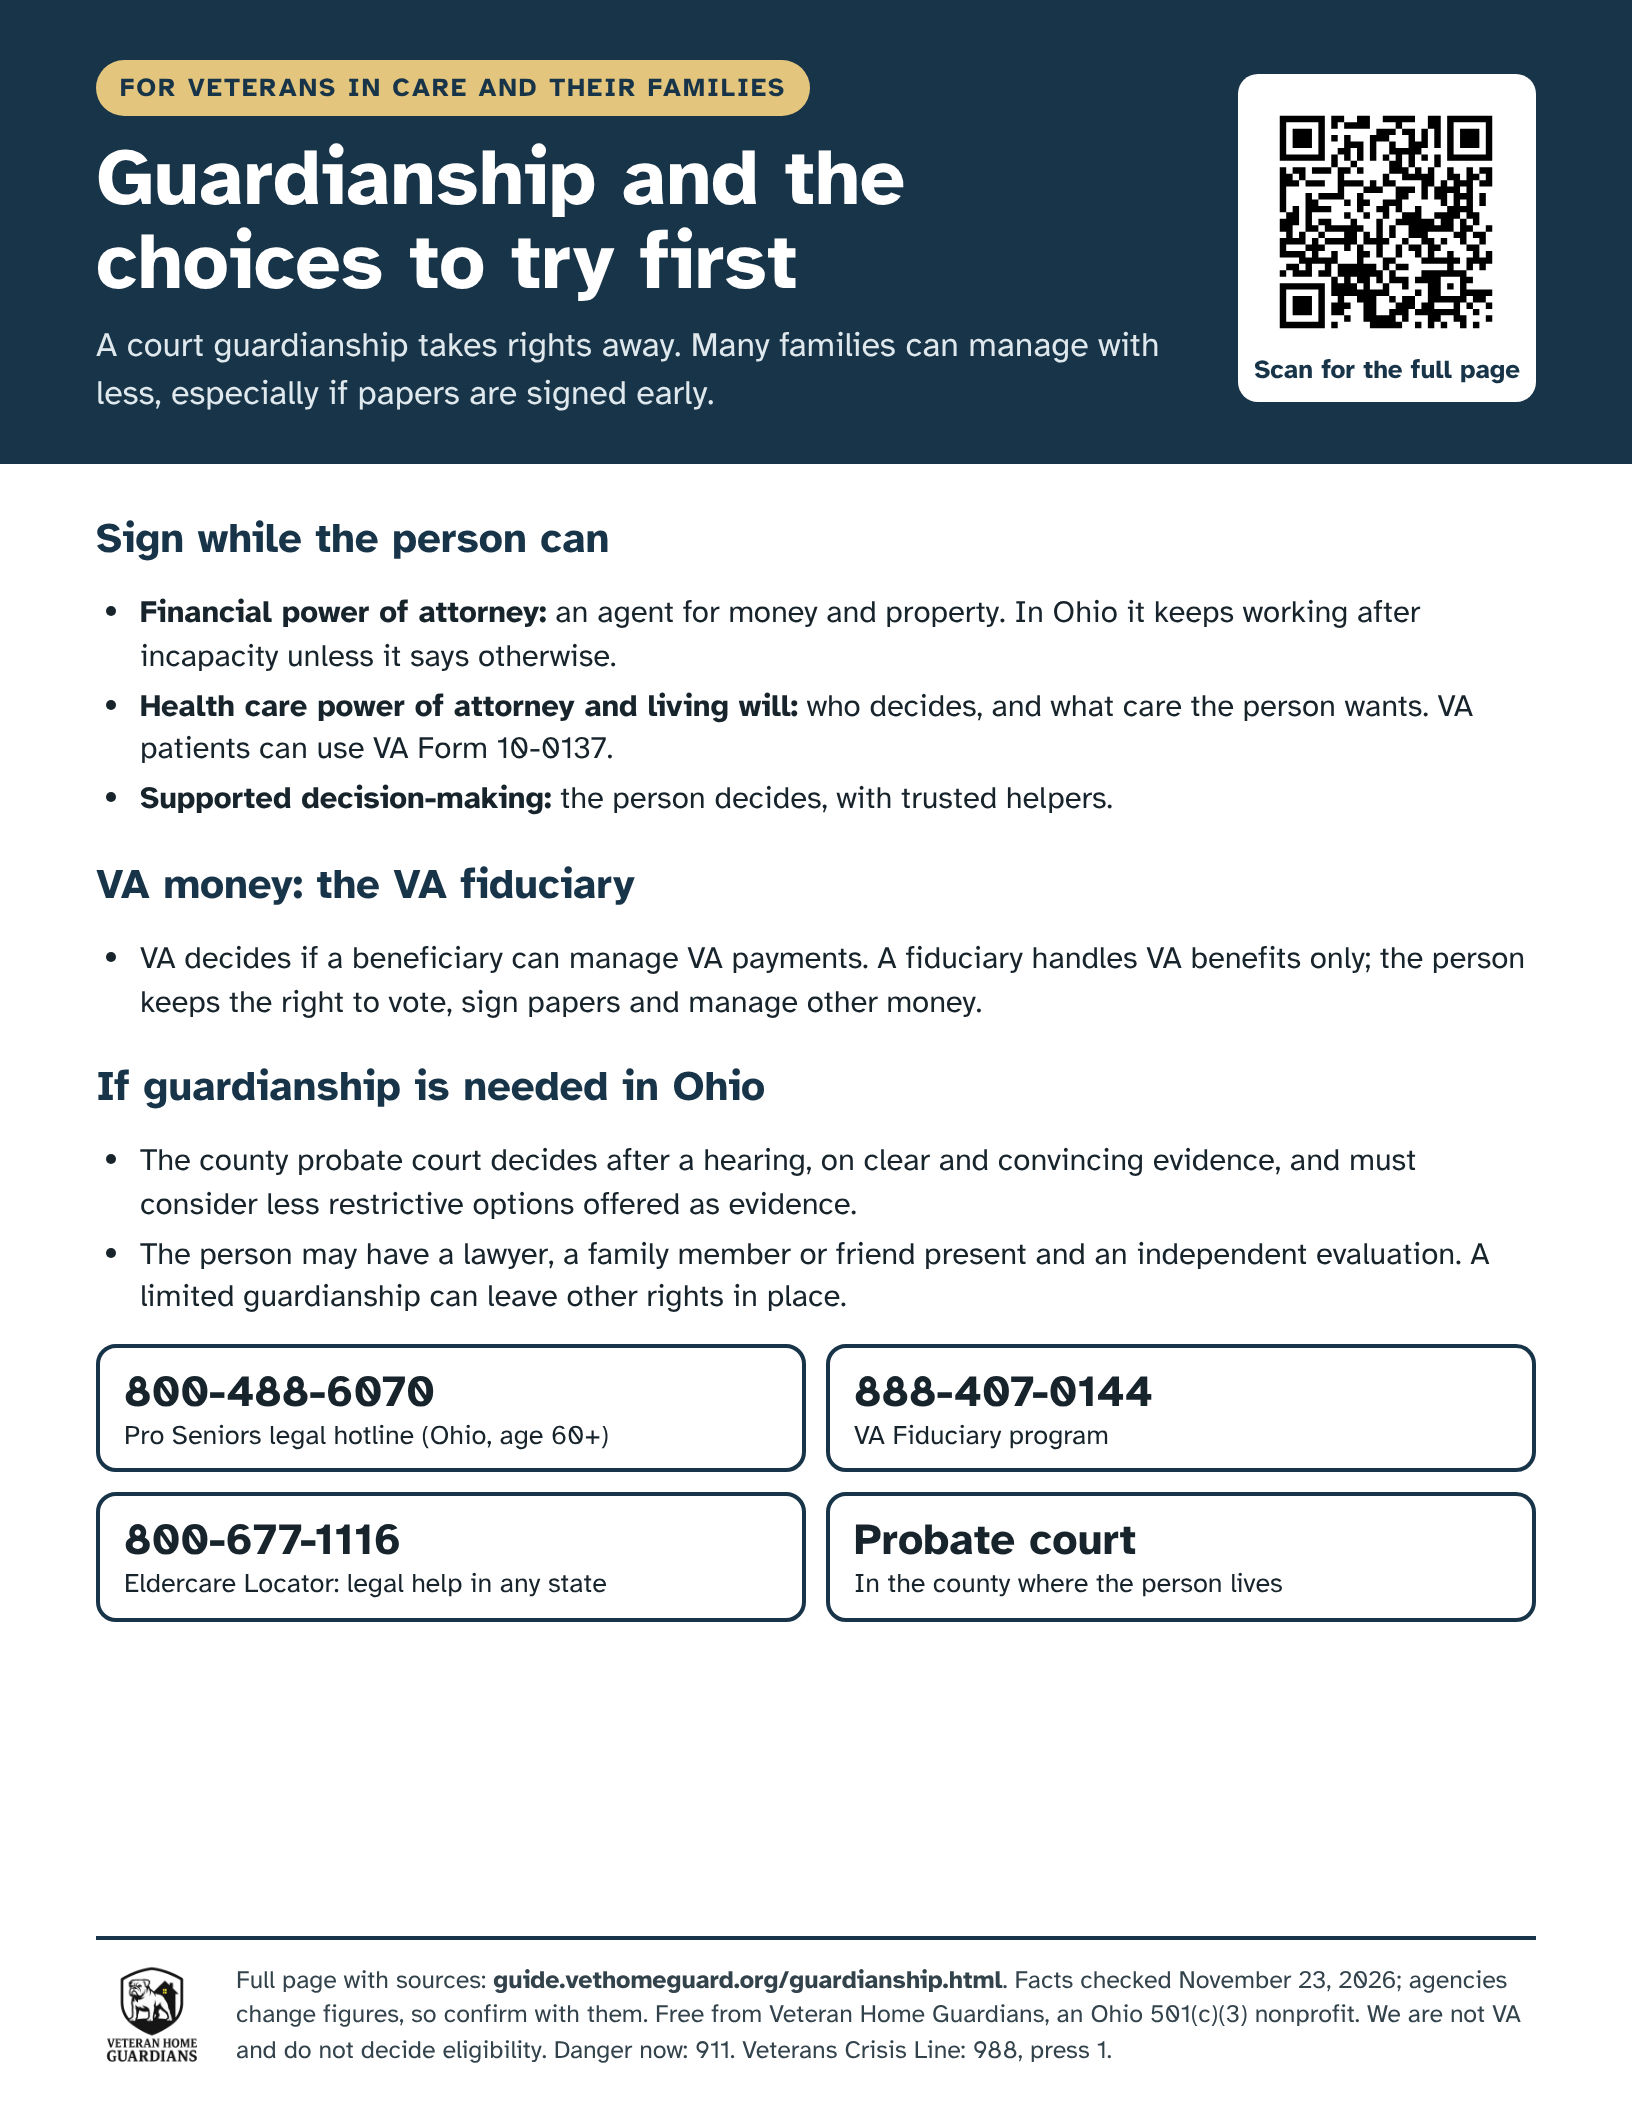 FOR VETERANS IN CARE AND THEIR FAMILIES
Guardianship and the
choices to try first
A court guardianship takes rights away. Many families can manage with
less, especially if papers are signed early.
Scan for the full page
Sign while the person can
• Financial power of attorney: an agent for money and property. In Ohio it keeps working after
incapacity unless it says otherwise.
• Health care power of attorney and living will: who decides, and what care the person wants. VA
patients can use VA Form 10-0137.
• Supported decision-making: the person decides, with trusted helpers.
VA money: the VA fiduciary
• VA decides if a beneficiary can manage VA payments. A fiduciary handles VA benefits only; the person
keeps the right to vote, sign papers and manage other money.
If guardianship is needed in Ohio
• The county probate court decides after a hearing, on clear and convincing evidence, and must
consider less restrictive options offered as evidence.
• The person may have a lawyer, a family member or friend present and an independent evaluation. A
limited guardianship can leave other rights in place.
800-488-6070
Pro Seniors legal hotline (Ohio, age 60+)
888-407-0144
VA Fiduciary program
800-677-1116
Eldercare Locator: legal help in any state
Probate court
In the county where the person lives
VETERAN HOME
GUARDIANS
Full page with sources: guide.vethomeguard.org/guardianship.html. Facts checked November 23, 2026; agencies
change figures, so confirm with them. Free from Veteran Home Guardians, an Ohio 501(c)(3) nonprofit. We are not VA
and do not decide eligibility. Danger now: 911. Veterans Crisis Line: 988, press 1.